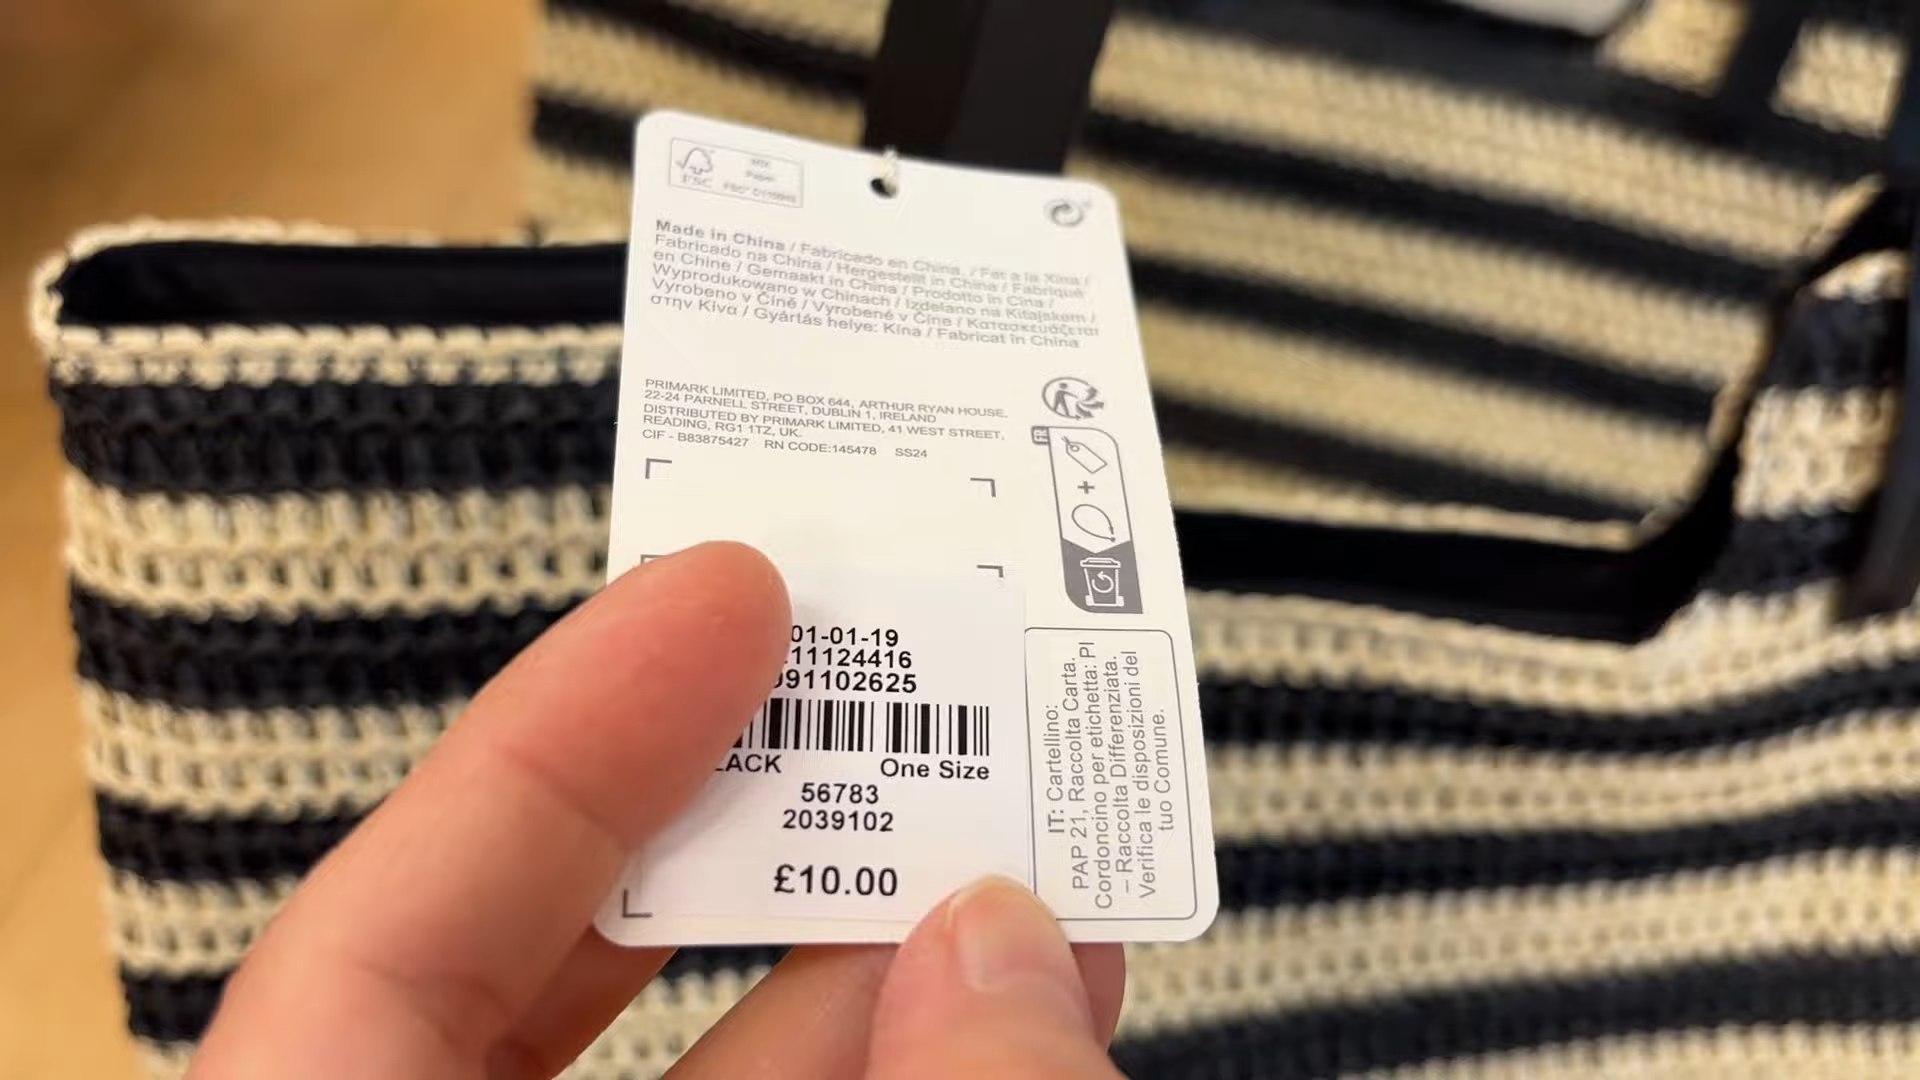 FSC
Made in China / Fabricado en China. / Fet a la Xina /
Fabricado na China / Hergestellt in China / Fabriqué
en Chine / Gemaakt in China / Prodotto in Cina /
Wyprodukowano w Chinach / Izdelano na Kitajskem /
Vyrobeno v Číně / Vyrobené v Číne / Κατασκευάζεται
στην Κίνα / Gyártás helye: Kína / Fabricat în China
PRIMARK LIMITED, PO BOX 644, ARTHUR RYAN HOUSE,
22-24 PARNELL STREET, DUBLIN 1, IRELAND
DISTRIBUTED BY PRIMARK LIMITED, 41 WEST STREET,
READING, RG1 1TZ, UK.
CIF - B83875427 RN CODE:145478 SS24
FR
01-01-19
11124416
091102625
LACK One Size
56783
2039102
£10.00
IT: Cartellino:
PAP 21, Raccolta Carta.
Cordoncino per etichetta: PI
– Raccolta Differenziata.
Verifica le disposizioni del
tuo Comune.